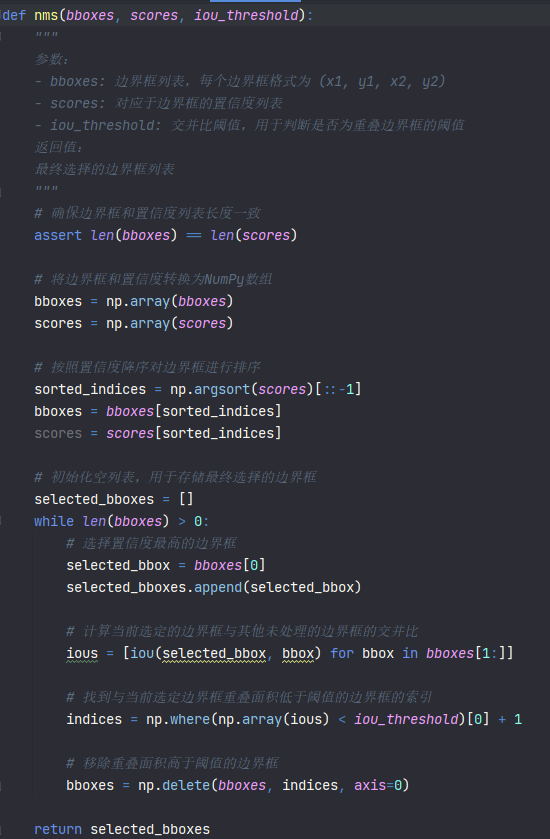 def nms(bboxes, scores, iou_threshold):
"""
参数:
- bboxes: 边界框列表，每个边界框格式为 (x1, y1, x2, y2)
- scores: 对应于边界框的置信度列表
- iou_threshold: 交并比阈值，用于判断是否为重叠边界框的阈值
返回值:
最终选择的边界框列表
"""
# 确保边界框和置信度列表长度一致
assert len(bboxes) == len(scores)
# 将边界框和置信度转换为NumPy数组
bboxes = np.array(bboxes)
scores = np.array(scores)
# 按照置信度降序对边界框进行排序
sorted_indices = np.argsort(scores)[::-1]
bboxes = bboxes[sorted_indices]
scores = scores[sorted_indices]
# 初始化空列表，用于存储最终选择的边界框
selected_bboxes = []
while len(bboxes) > 0:
# 选择置信度最高的边界框
selected_bbox = bboxes[0]
selected_bboxes.append(selected_bbox)
# 计算当前选定的边界框与其他未处理的边界框的交并比
ious = [iou(selected_bbox, bbox) for bbox in bboxes[1:]]
# 找到与当前选定边界框重叠面积低于阈值的边界框的索引
indices = np.where(np.array(ious) < iou_threshold)[0] + 1
# 移除重叠面积高于阈值的边界框
bboxes = np.delete(bboxes, indices, axis=0)
return selected_bboxes